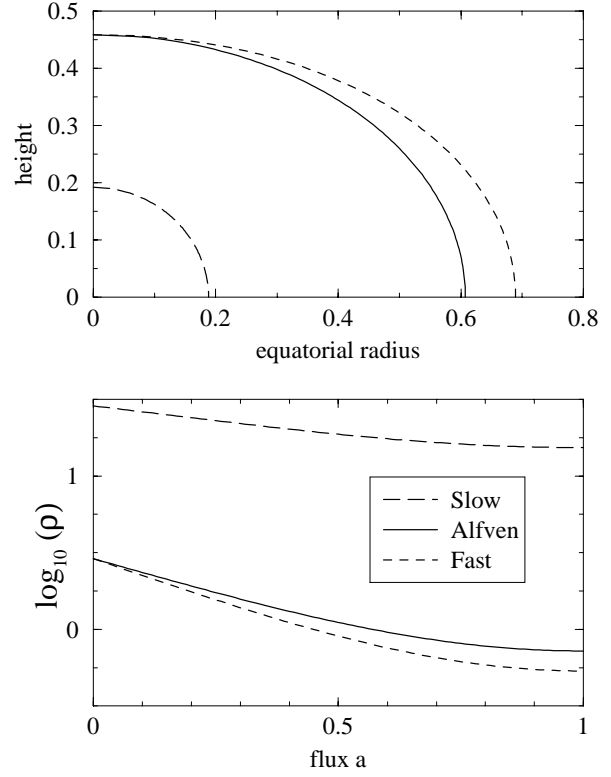 0.5
0.4
0.3
0.2
0.1
0
height
0 0.2 0.4 0.6 0.8
equatorial radius
1
0
log10 (ρ)
Slow
Alfven
Fast
0 0.5 1
flux a